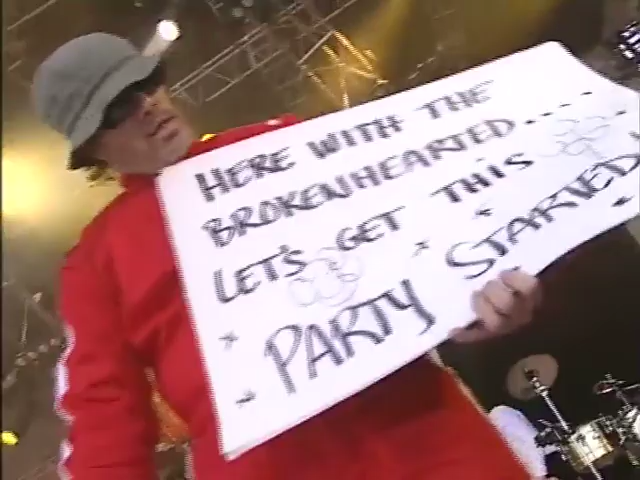 HERE WITH THE
BROKENHEARTED.....
LET'S GET THIS
PARTY STARTED!